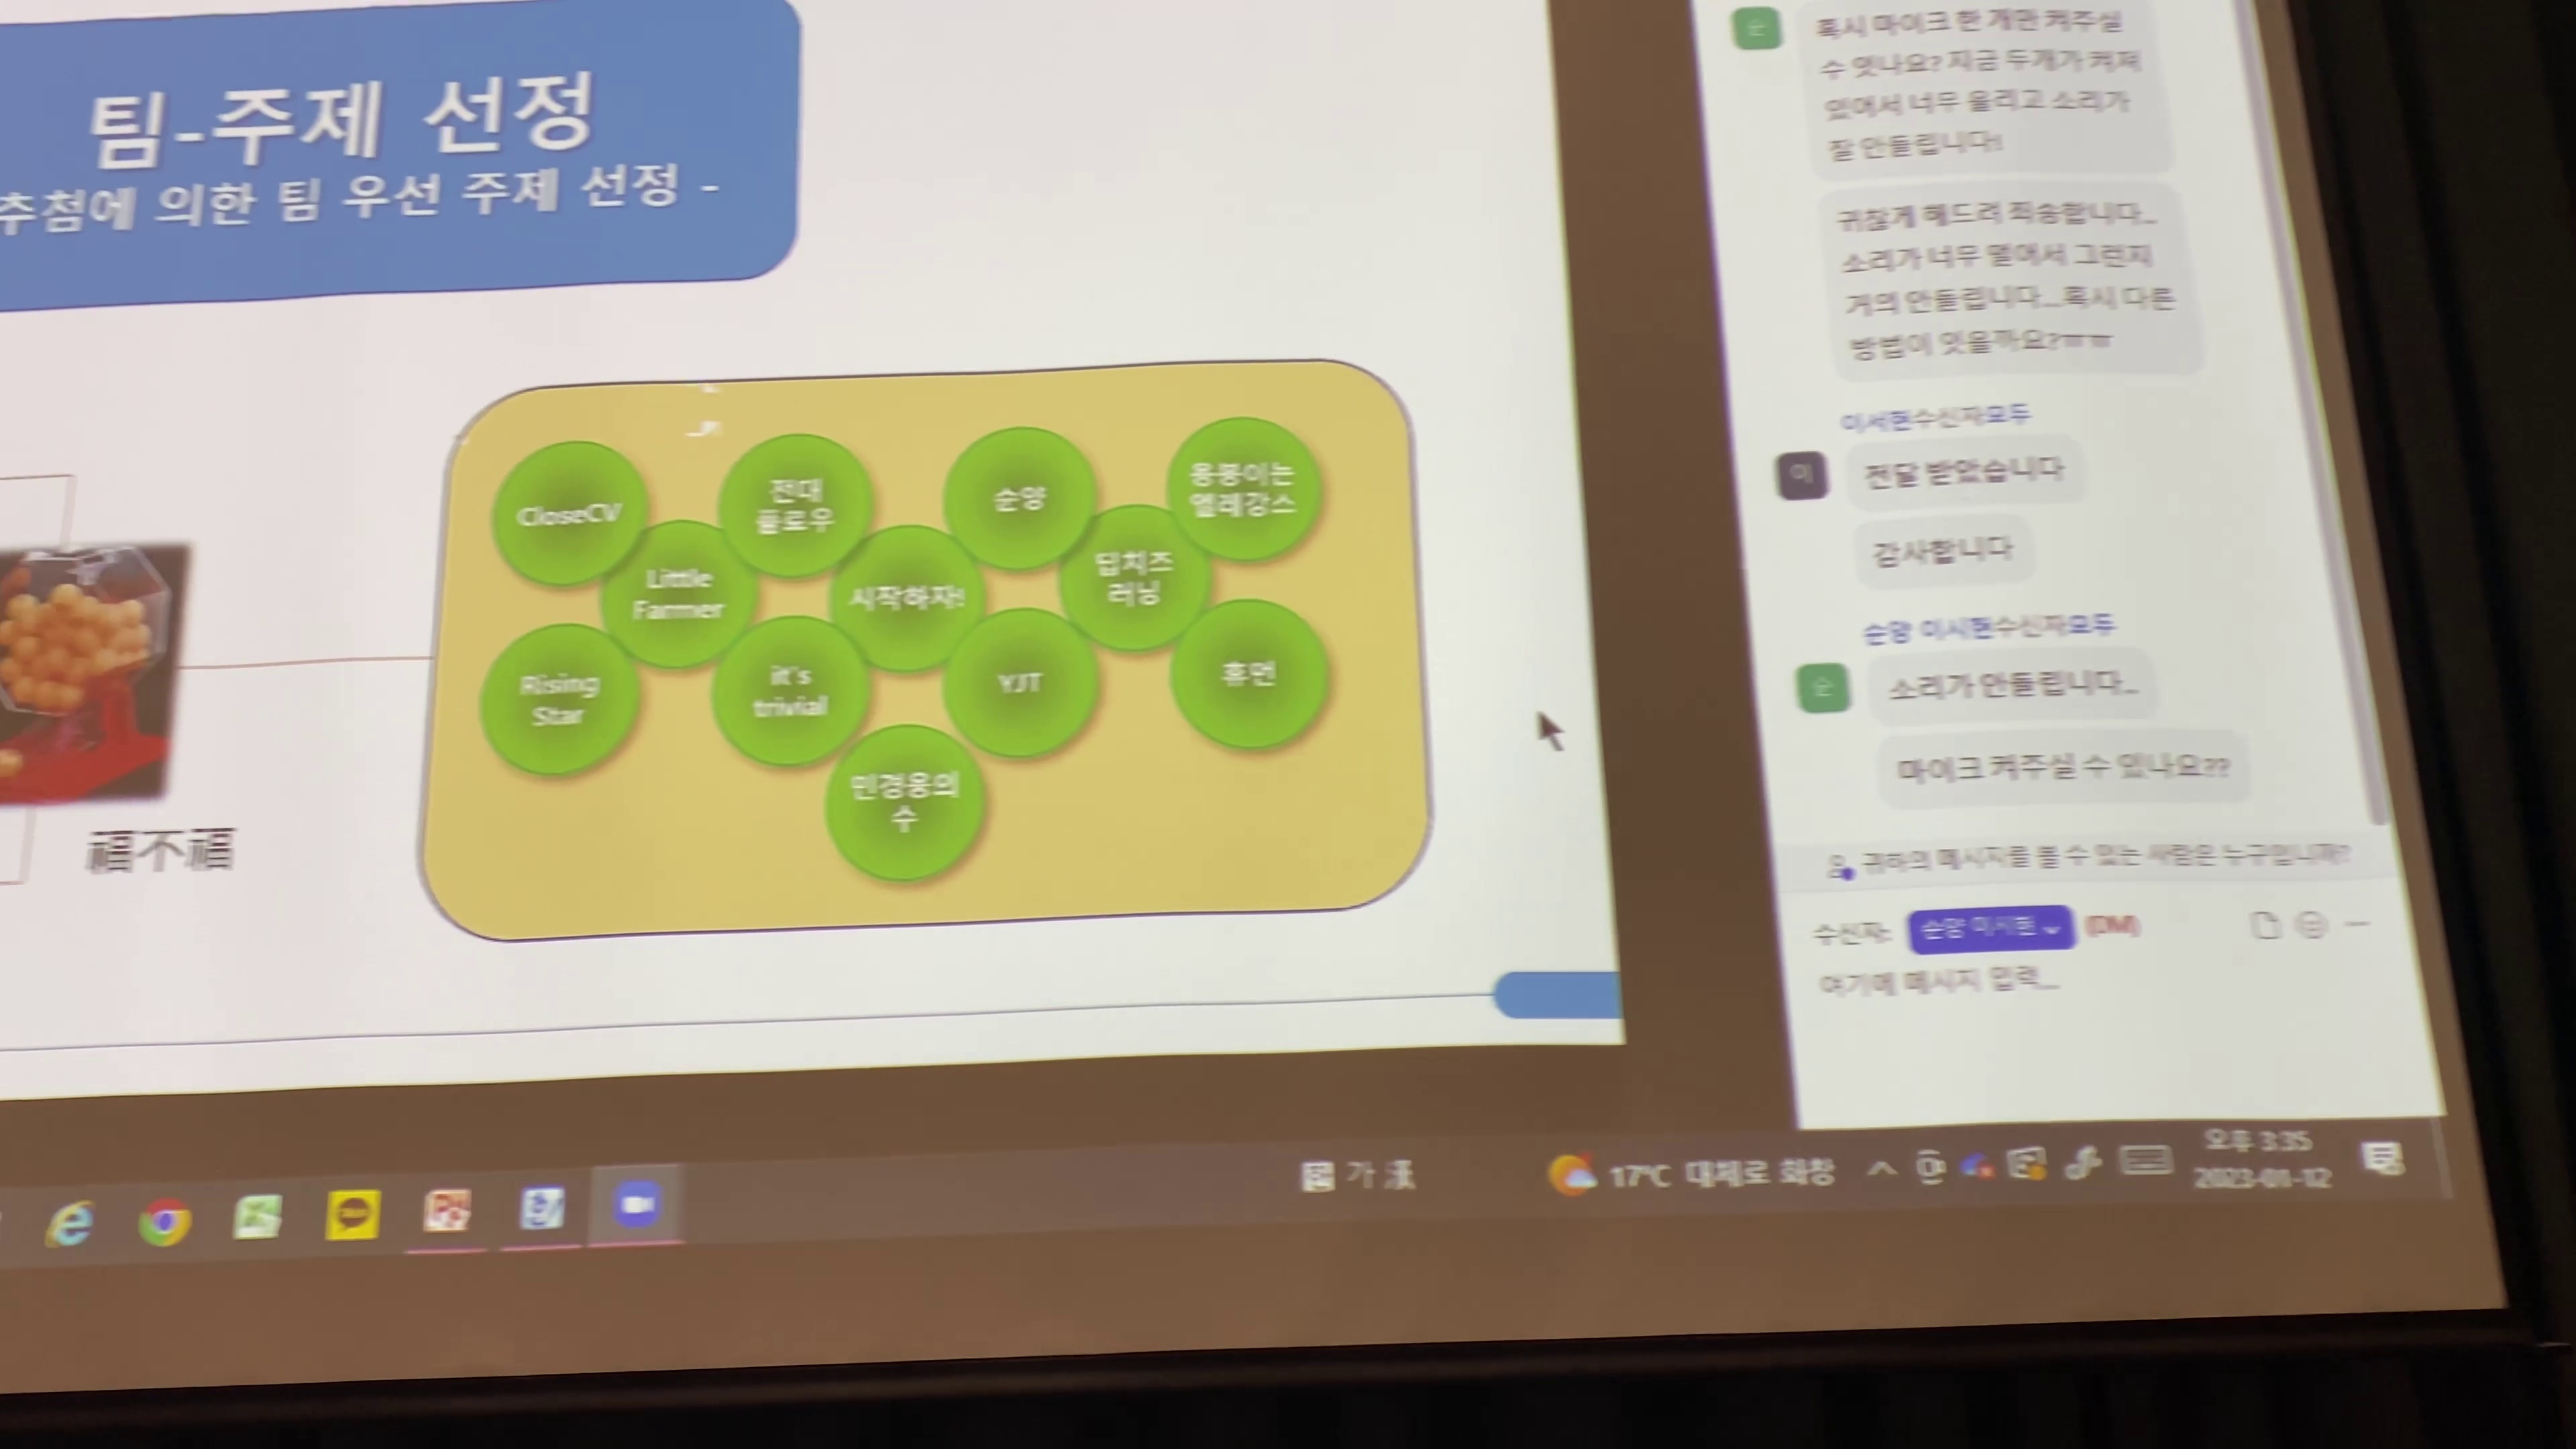 팀-주제 선정
추첨에 의한 팀 우선 주제 선정 -
福不福
CloseCV
전대
플로우
순양
용봉이는
엘레강스
Little
Farmer
시작하자!
딥치즈
러닝
Rising
Star
it's
trivial
YJT
휴먼
민경웅의
수
혹시 마이크 한 개만 켜주실
수 잇나요? 지금 두개가 켜져
있어서 너무 울리고 소리가
잘 안들립니다!
귀찮게 해드려 죄송합니다..
소리가 너무 멀어서 그런지
거의 안들립니다...혹시 다른
방법이 잇을까요?ㅠㅠ
이서현수신자모두
이
전달 받았습니다
감사합니다
순양 이시현수신자모두
순
소리가 안들립니다..
마이크 켜주실 수 있나요??
귀하의 메시지를 볼 수 있는 사람은 누구입니까?
수신자: 순양 이시현 (DM)
여기에 메시지 입력...
가 漢
17°C 대체로 화창
오후 3:35
2023-01-12